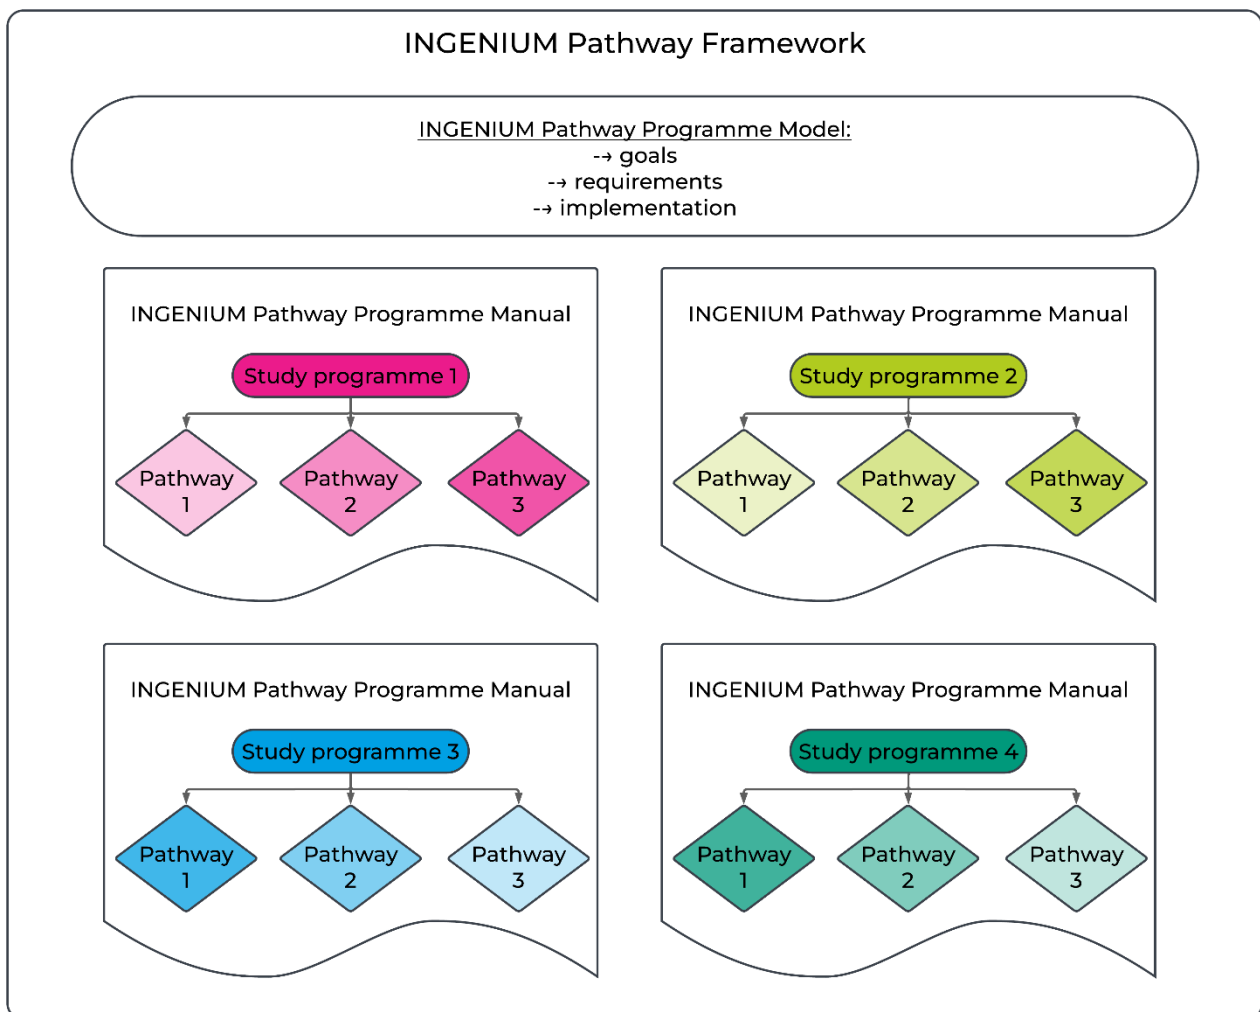 INGENIUM Pathway Framework
INGENIUM Pathway Programme Model:
--→ goals
--→ requirements
--→ implementation
INGENIUM Pathway Programme Manual
Study programme 1
Pathway
1
Pathway
2
Pathway
3
INGENIUM Pathway Programme Manual
Study programme 2
Pathway
1
Pathway
2
Pathway
3
INGENIUM Pathway Programme Manual
Study programme 3
Pathway
1
Pathway
2
Pathway
3
INGENIUM Pathway Programme Manual
Study programme 4
Pathway
1
Pathway
2
Pathway
3